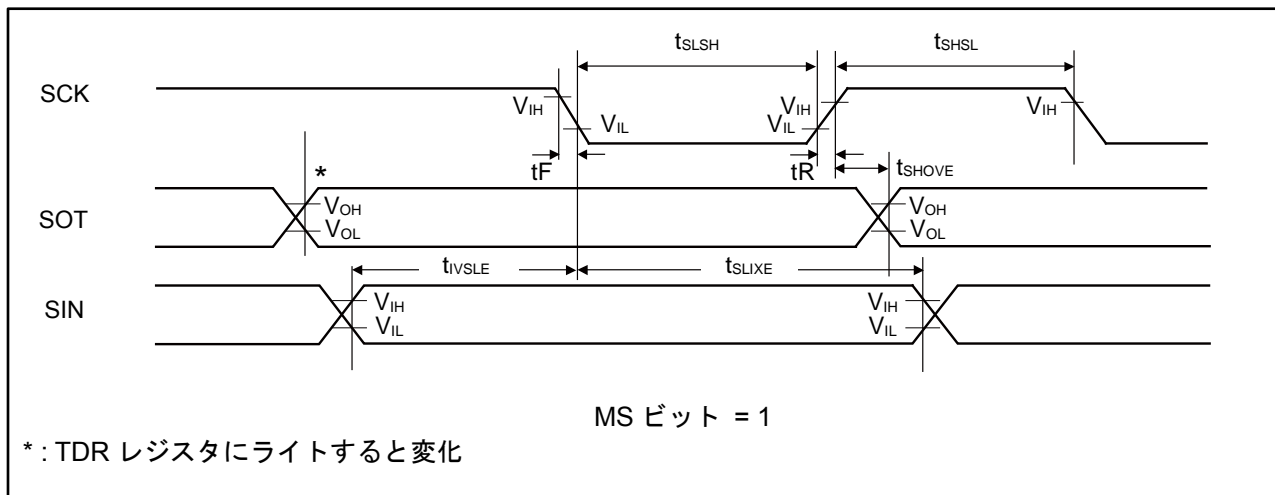 tSLSH
tSHSL
SCK
VIH
VIL
VIH
VIL
VIH
tF
tR
tSHOVE
*
SOT
VOH
VOL
VOH
VOL
tIVSLE
tSLIXE
SIN
VIH
VIL
VIH
VIL
MS ビット = 1
* : TDR レジスタにライトすると変化